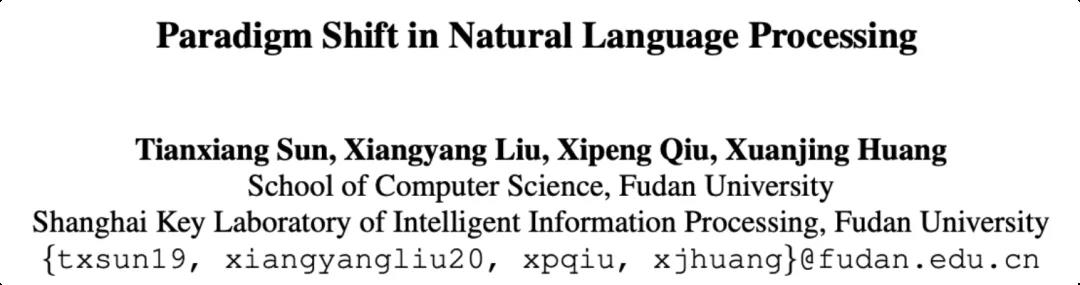 Paradigm Shift in Natural Language Processing
Tianxiang Sun, Xiangyang Liu, Xipeng Qiu, Xuanjing Huang
School of Computer Science, Fudan University
Shanghai Key Laboratory of Intelligent Information Processing, Fudan University
{txsun19, xiangyangliu20, xpqiu, xjhuang}@fudan.edu.cn